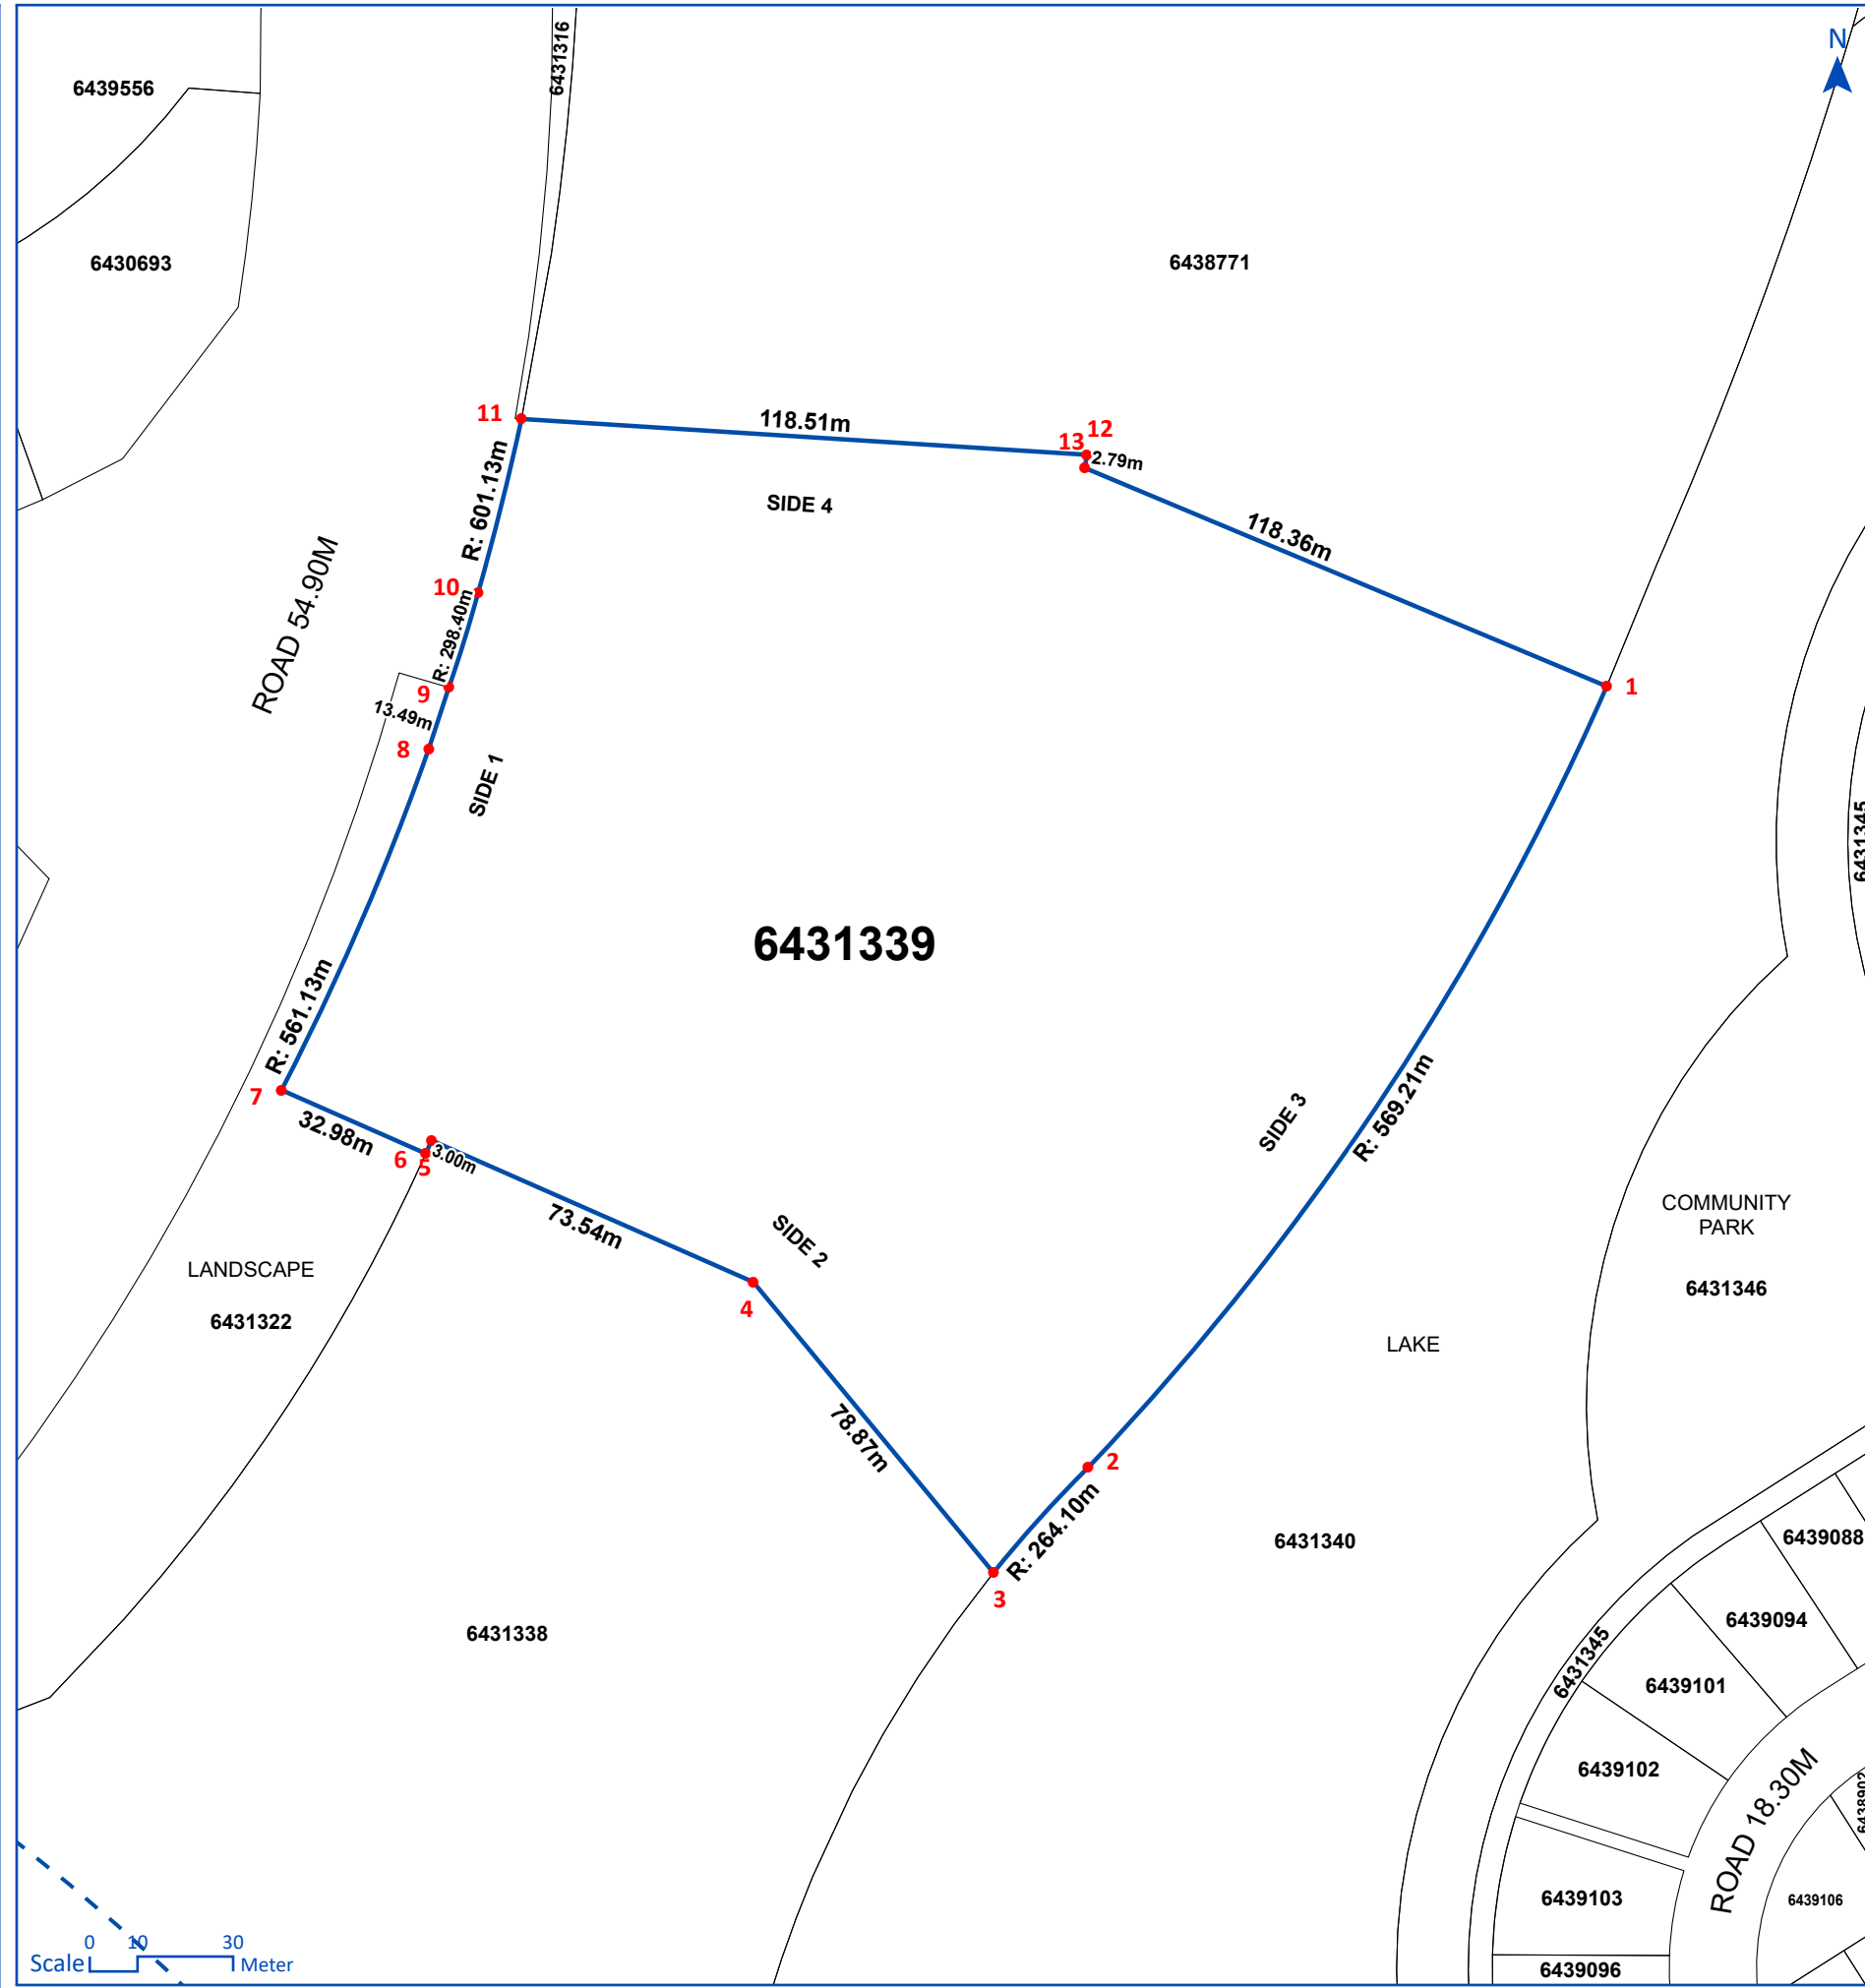 N
6439556
6431316
6430693
6438771
11
118.51m
12
13
2.79m
R: 601.13m
SIDE 4
118.36m
ROAD 54.90M
10
R: 298.40m
9
1
13.49m
8
SIDE 1
6431345
6431339
R: 561.13m
7
32.98m
6
5
3.00m
SIDE 3
R: 569.21m
73.54m
SIDE 2
COMMUNITY
PARK
6431346
LANDSCAPE
6431322
4
LAKE
78.87m
2
R: 264.10m
3
6431340
6439088
6431338
6439094
6431345
6439101
6439102
ROAD 18.30M
6439103
6439106
6439096
Scale
0 10 30
Meter